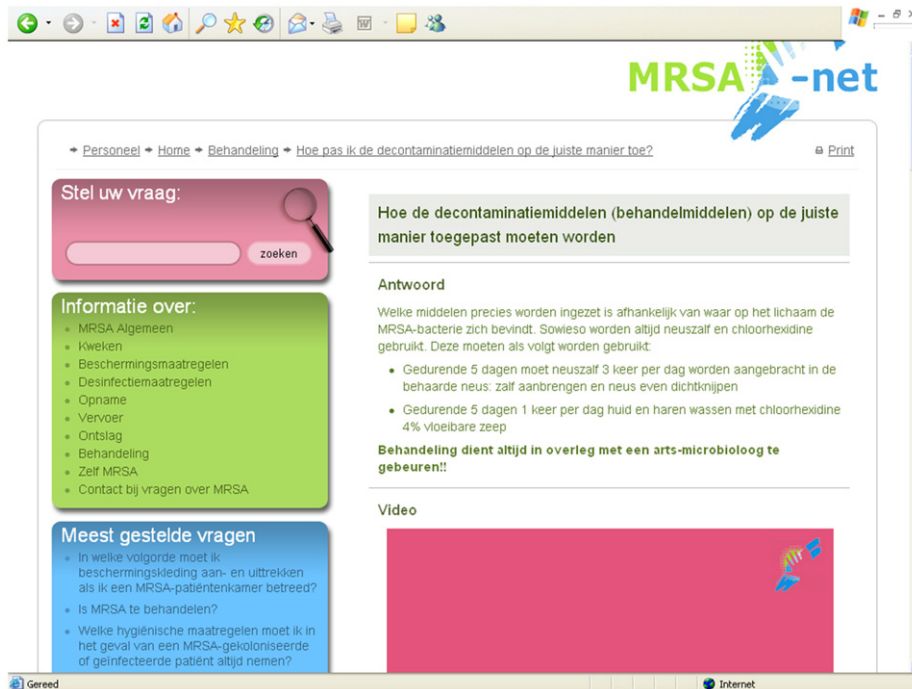 MRSA -net
Personeel Home Behandeling Hoe pas ik de decontaminatiemiddelen op de juiste manier toe? Print
Stel uw vraag:
zoeken
Informatie over:
MRSA Algemeen
Kweken
Beschermingsmaatregelen
Desinfectiemaatregelen
Opname
Vervoer
Ontslag
Behandeling
Zelf MRSA
Contact bij vragen over MRSA
Meest gestelde vragen
In welke volgorde moet ik
beschermingskleding aan- en uittrekken
als ik een MRSA-patiëntenkamer betreed?
Is MRSA te behandelen?
Welke hygiënische maatregelen moet ik in
het geval van een MRSA-gekoloniseerde
of geïnfecteerde patiënt altijd nemen?
Hoe de decontaminatiemiddelen (behandelmiddelen) op de juiste
manier toegepast moeten worden
Antwoord
Welke middelen precies worden ingezet is afhankelijk van waar op het lichaam de
MRSA-bacterie zich bevindt. Sowieso worden altijd neuszalf en chloorhexidine
gebruikt. Deze moeten als volgt worden gebruikt:
Gedurende 5 dagen moet neuszalf 3 keer per dag worden aangebracht in de
behaarde neus: zalf aanbrengen en neus even dichtknijpen
Gedurende 5 dagen 1 keer per dag huid en haren wassen met chloorhexidine
4% vloeibare zeep
Behandeling dient altijd in overleg met een arts-microbioloog te
gebeuren!!
Video
Gereed
Internet